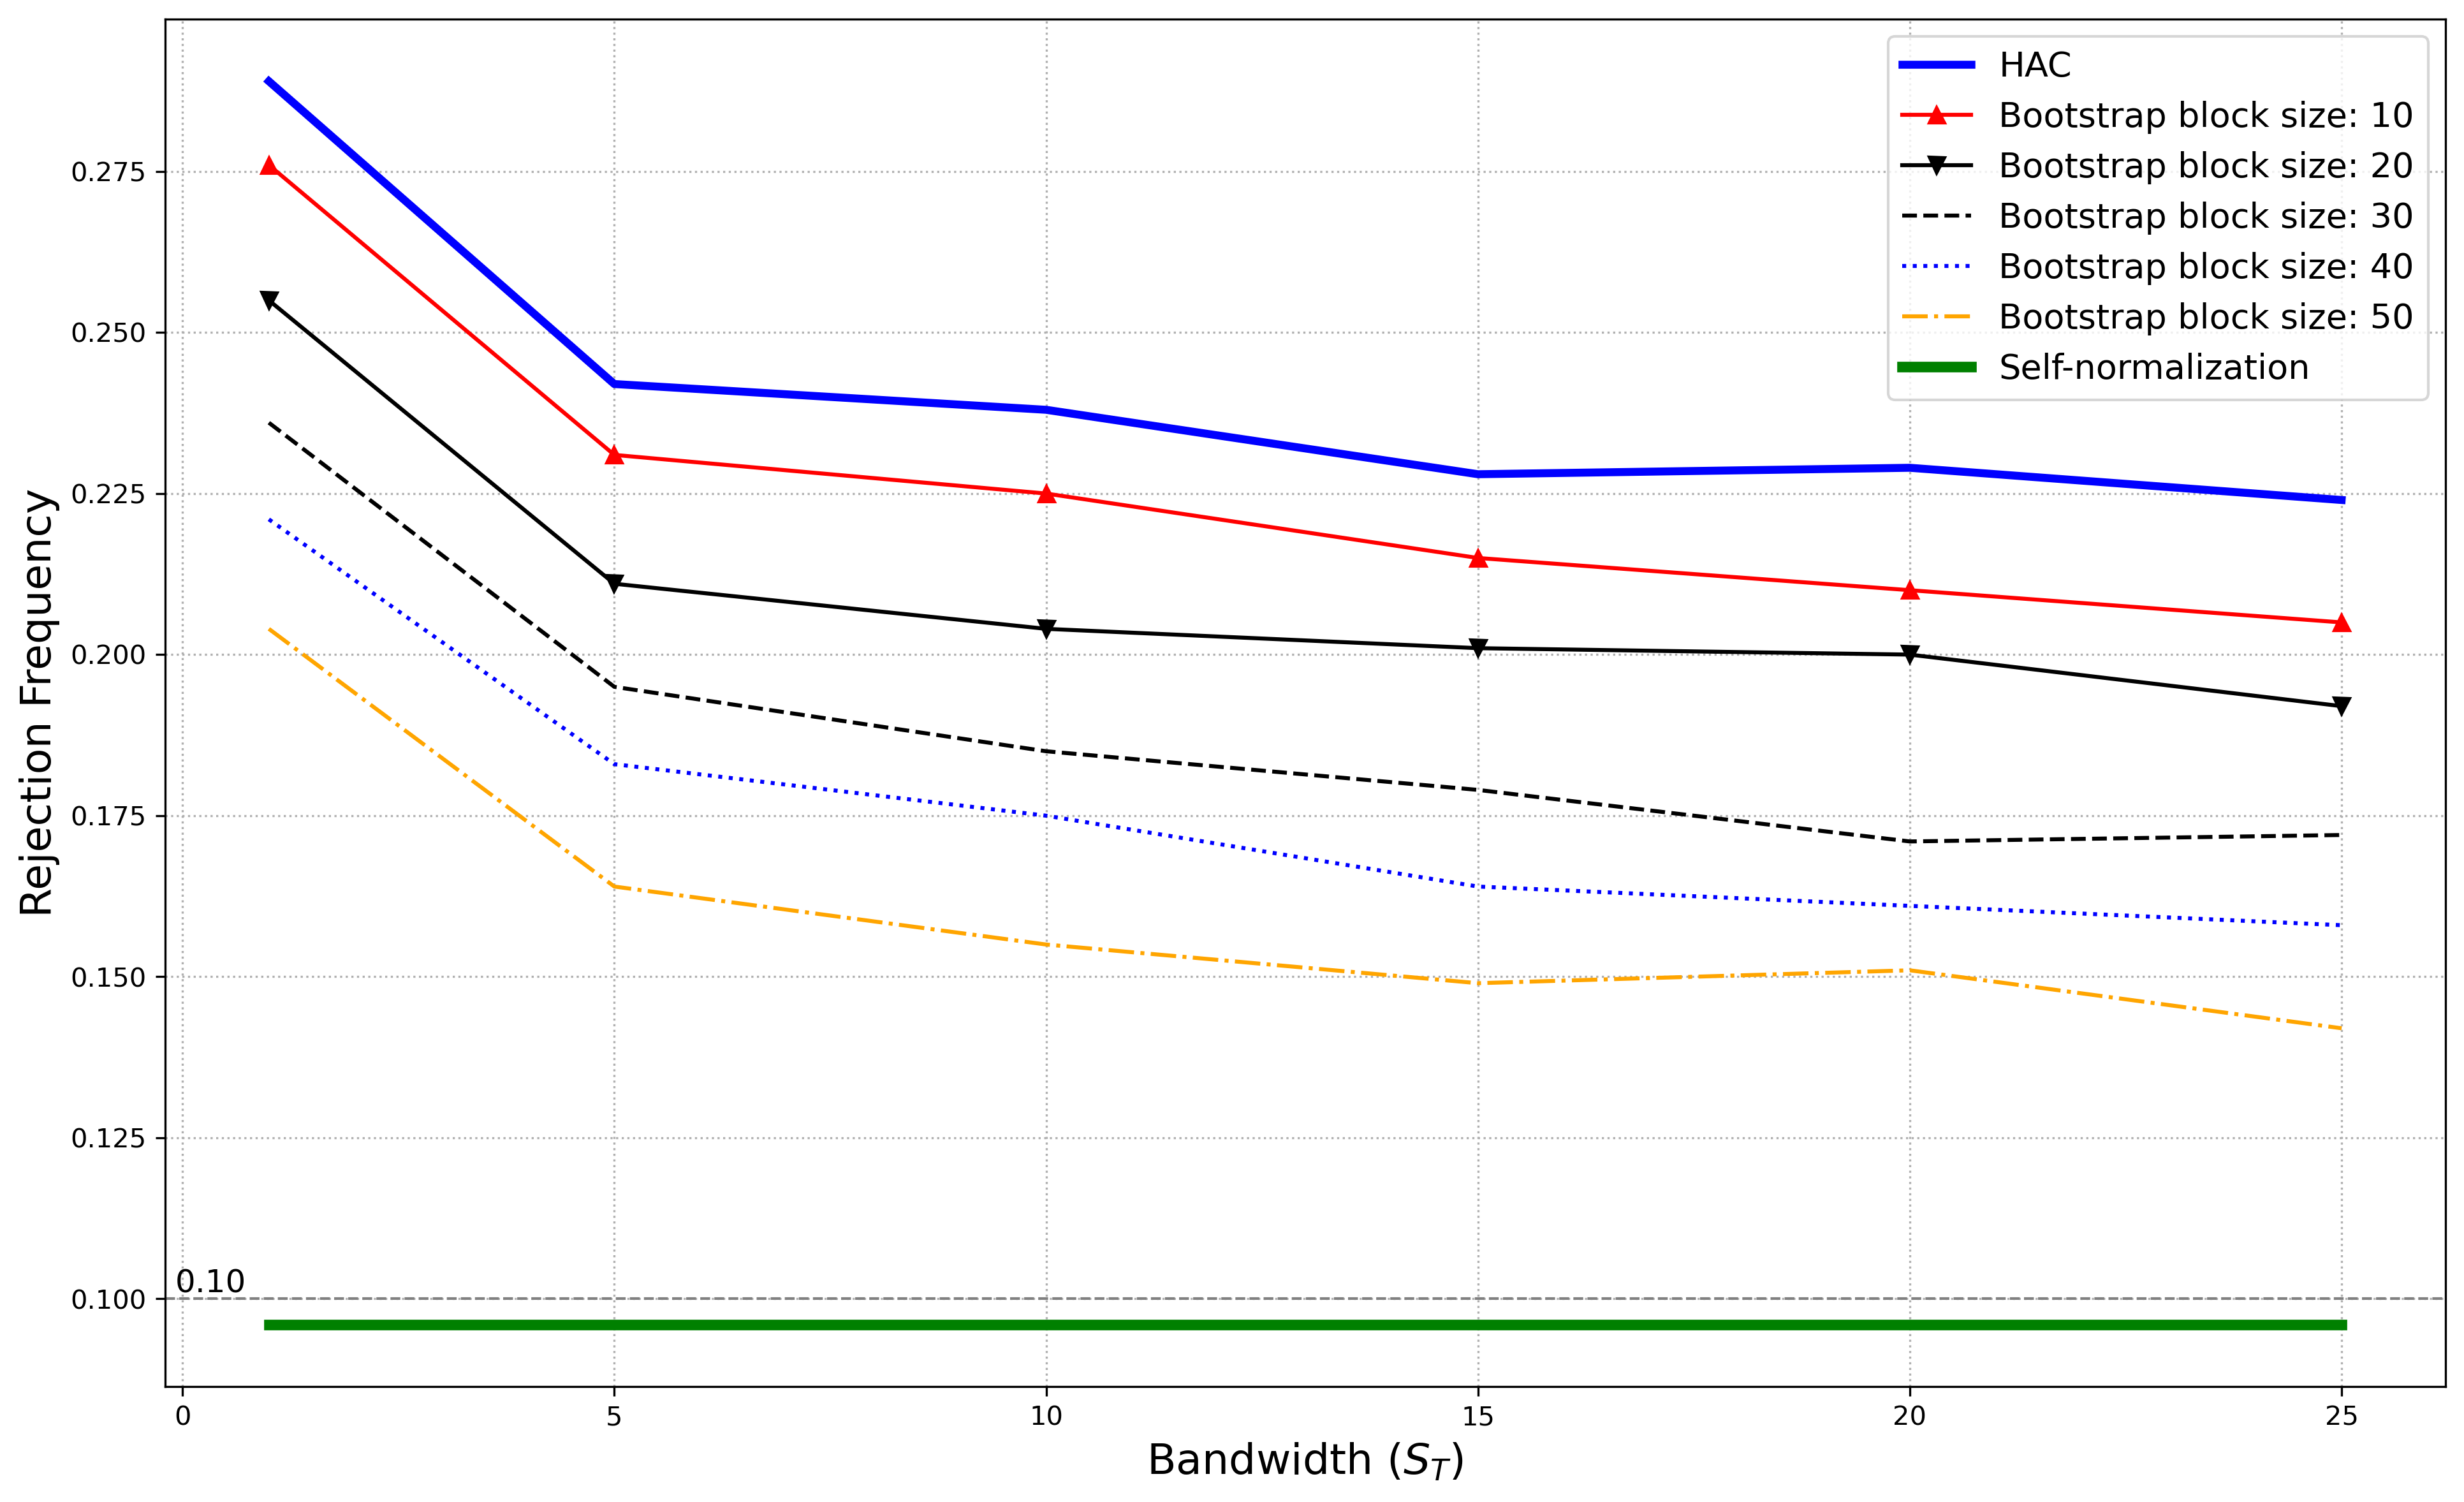 HAC
Bootstrap block size: 10
Bootstrap block size: 20
Bootstrap block size: 30
Bootstrap block size: 40
Bootstrap block size: 50
Self-normalization
Rejection Frequency
0.275
0.250
0.225
0.200
0.175
0.150
0.125
0.100
0.10
0 5 10 15 20 25
Bandwidth (S_T)